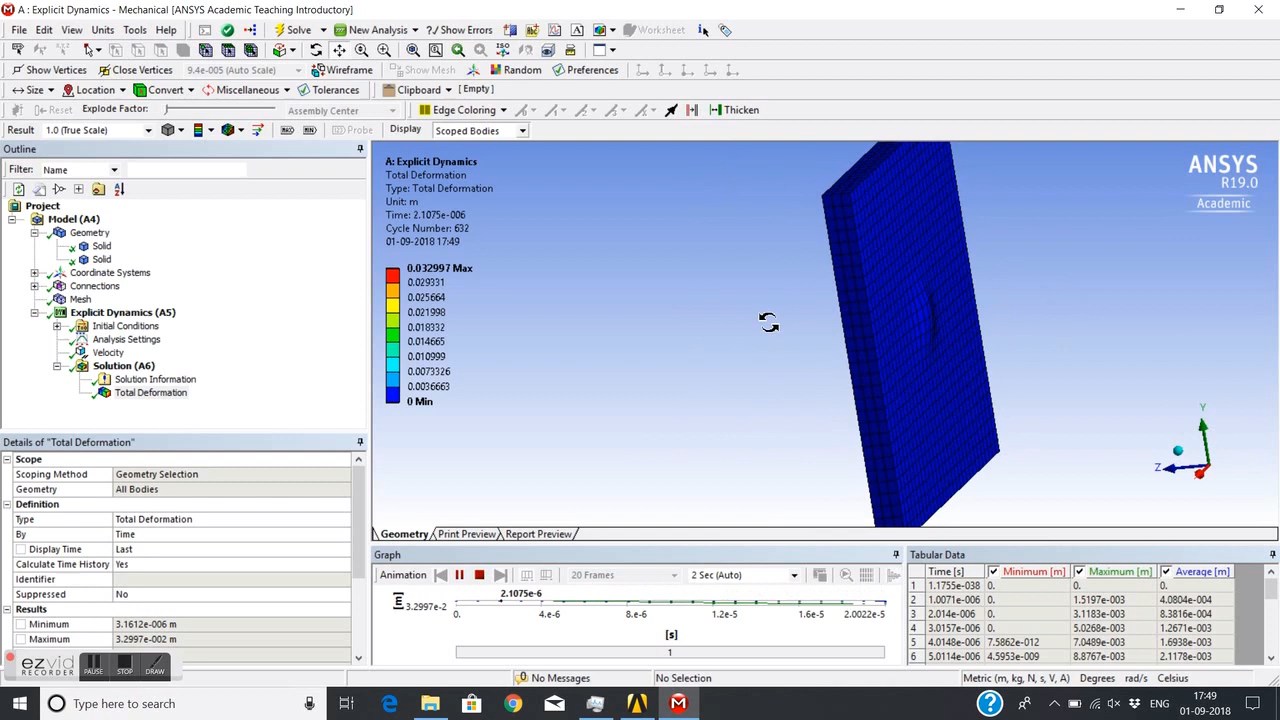 A : Explicit Dynamics - Mechanical [ANSYS Academic Teaching Introductory]
File Edit View Units Tools Help Solve New Analysis ?/ Show Errors Worksheet
Show Vertices Close Vertices 9.4e-005 (Auto Scale) Wireframe Show Mesh Random Preferences
Size Location Convert Miscellaneous Tolerances Clipboard [ Empty ]
Reset Explode Factor: Assembly Center Edge Coloring Thicken
Result 1.0 (True Scale) Probe Display Scoped Bodies
Outline
Filter: Name
Project
Model (A4)
Geometry
Solid
Solid
Coordinate Systems
Connections
Mesh
Explicit Dynamics (A5)
Initial Conditions
Analysis Settings
Velocity
Solution (A6)
Solution Information
Total Deformation
Details of "Total Deformation"
Scope
Scoping Method Geometry Selection
Geometry All Bodies
Definition
Type Total Deformation
By Time
Display Time Last
Calculate Time History Yes
Identifier
Suppressed No
Results
Minimum 3.1612e-006 m
Maximum 3.2997e-002 m
ezvid
RECORDER
PAUSE STOP DRAW
A: Explicit Dynamics
Total Deformation
Type: Total Deformation
Unit: m
Time: 2.1075e-006
Cycle Number: 632
01-09-2018 17:49
0.032997 Max
0.029331
0.025664
0.021998
0.018332
0.014665
0.010999
0.0073326
0.0036663
0 Min
ANSYS
R19.0
Academic
Y
Z
Geometry Print Preview Report Preview
Graph
Animation 20 Frames 2 Sec (Auto)
2.1075e-6
[m]
3.2997e-2
0. 4.e-6 8.e-6 1.2e-5 1.6e-5 2.0022e-5
[s]
1
Tabular Data
Time [s] Minimum [m] Maximum [m] Average [m]
1 1.1755e-038 0. 0. 0.
2 1.0071e-006 0. 1.5197e-003 4.0804e-004
3 2.014e-006 0. 3.1183e-003 8.3816e-004
4 3.0157e-006 0. 5.0268e-003 1.2671e-003
5 4.0148e-006 7.5862e-012 7.0489e-003 1.6938e-003
6 5.0114e-006 4.5953e-009 8.8767e-003 2.1178e-003
No Messages No Selection Metric (m, kg, N, s, V, A) Degrees rad/s Celsius
Type here to search
ENG
17:49
01-09-2018